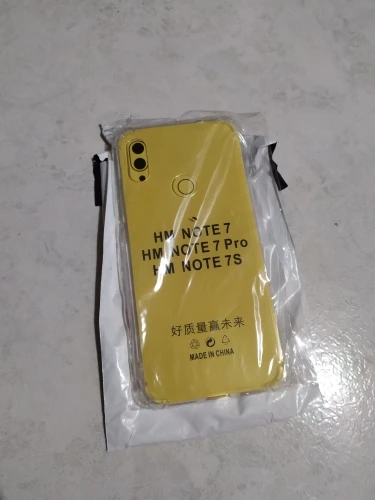 HM NOTE 7
HM NOTE 7 Pro
HM NOTE 7S
好质量赢未来
MADE IN CHINA